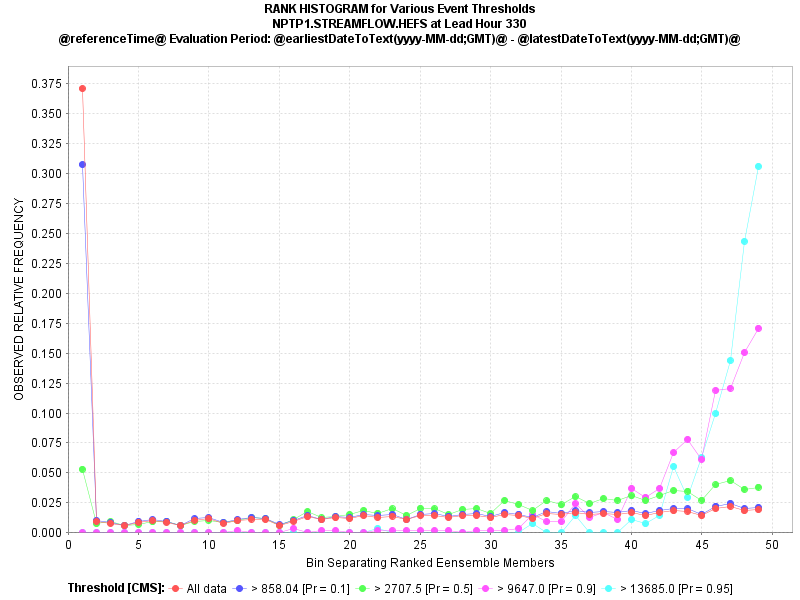 RANK HISTOGRAM for Various Event Thresholds
NPTP1.STREAMFLOW.HEFS at Lead Hour 330
@referenceTime@ Evaluation Period: @earliestDateToText(yyyy-MM-dd;GMT)@ - @latestDateToText(yyyy-MM-dd;GMT)@
OBSERVED RELATIVE FREQUENCY
0.375
0.350
0.325
0.300
0.275
0.250
0.225
0.200
0.175
0.150
0.125
0.100
0.075
0.050
0.025
0.000
0 5 10 15 20 25 30 35 40 45 50
Bin Separating Ranked Eensemble Members
Threshold [CMS]: All data > 858.04 [Pr = 0.1] > 2707.5 [Pr = 0.5] > 9647.0 [Pr = 0.9] > 13685.0 [Pr = 0.95]